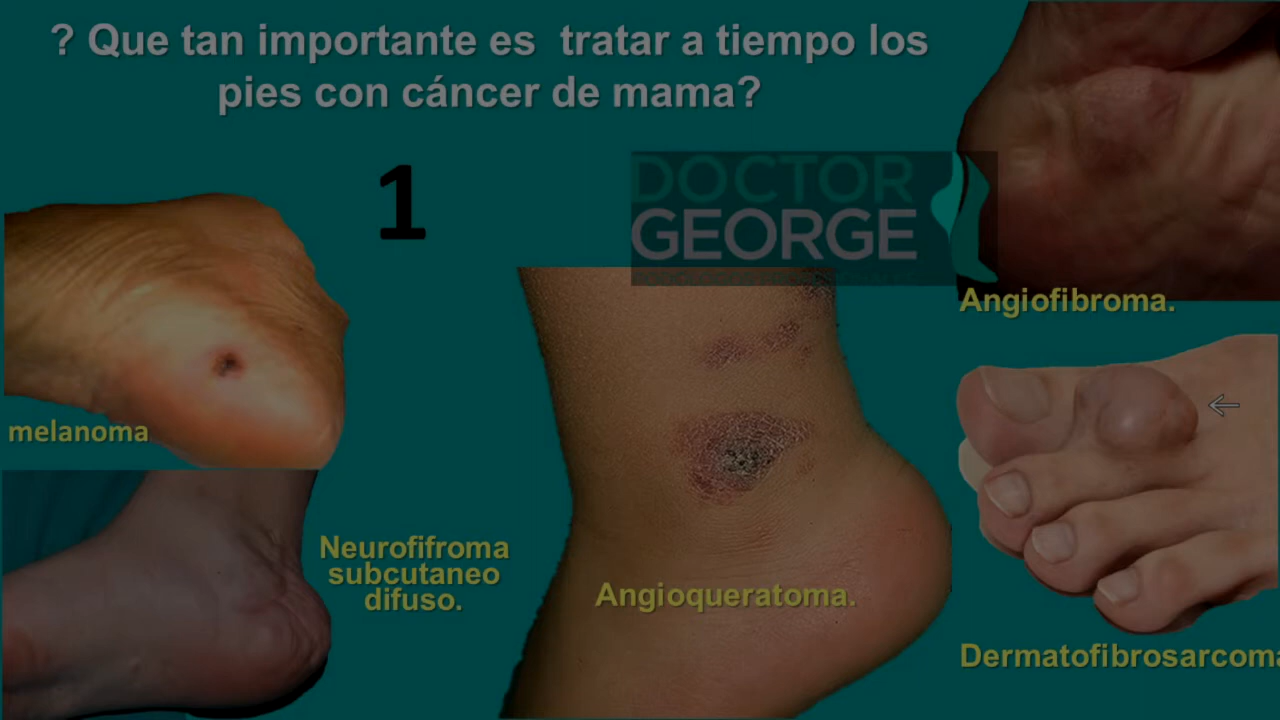 ? Que tan importante es tratar a tiempo los
pies con cáncer de mama?
1
DOCTOR
GEORGE
Angiofibroma.
melanoma
Neurofifroma
subcutaneo
difuso.
Angioqueratoma.
Dermatofibrosarcoma